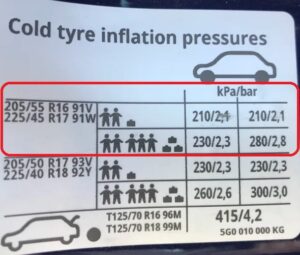 Cold tyre inflation pressures
kPa/bar
205/55 R16 91V 210/2,1 210/2,1
225/45 R17 91W
230/2,3 280/2,8
205/50 R17 93V 230/2,3 230/2,3
225/40 R18 92Y
260/2,6 300/3,0
T125/70 R16 96M 415/4,2
T125/70 R18 99M 5G0 010 000 KG